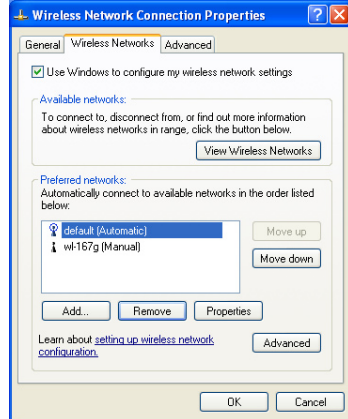 Wireless Network Connection Properties
General Wireless Networks Advanced
Use Windows to configure my wireless network settings
Available networks:
To connect to, disconnect from, or find out more information
about wireless networks in range, click the button below.
View Wireless Networks
Preferred networks:
Automatically connect to available networks in the order listed
below:
default (Automatic)
wl-167g (Manual)
Move up
Move down
Add... Remove Properties
Learn about setting up wireless network
configuration.
Advanced
OK Cancel